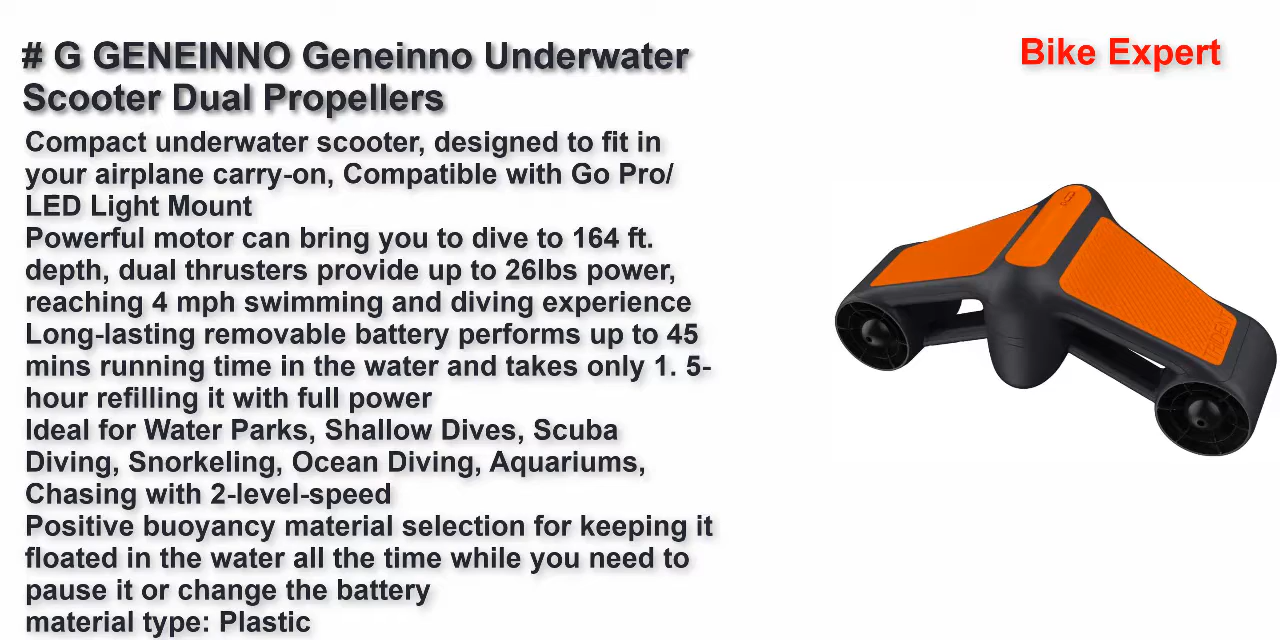 # G GENEINNO Geneinno Underwater
Scooter Dual Propellers
Bike Expert
Compact underwater scooter, designed to fit in
your airplane carry-on, Compatible with Go Pro/
LED Light Mount
Powerful motor can bring you to dive to 164 ft.
depth, dual thrusters provide up to 26lbs power,
reaching 4 mph swimming and diving experience
Long-lasting removable battery performs up to 45
mins running time in the water and takes only 1. 5-
hour refilling it with full power
Ideal for Water Parks, Shallow Dives, Scuba
Diving, Snorkeling, Ocean Diving, Aquariums,
Chasing with 2-level-speed
Positive buoyancy material selection for keeping it
floated in the water all the time while you need to
pause it or change the battery
material type: Plastic